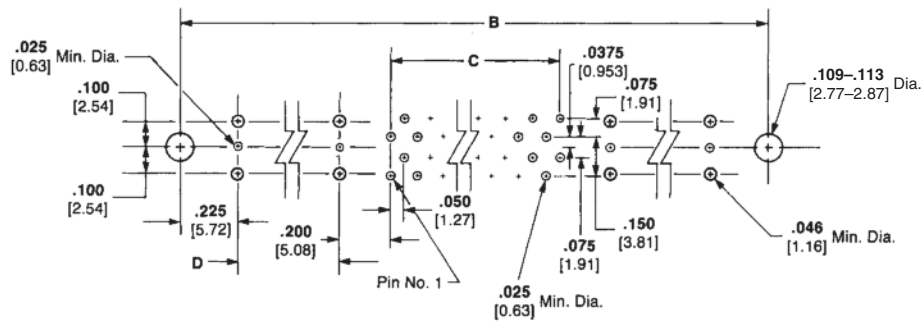 B
.025
[0.63] Min. Dia.
C
.0375
[0.953]
.075
[1.91]
.109–.113 Dia.
[2.77–2.87]
.100
[2.54]
.100
[2.54]
.050
[1.27]
.225
[5.72]
.200
[5.08]
.150
[3.81]
.075
[1.91]
.046
[1.16] Min. Dia.
D
Pin No. 1
.025
[0.63] Min. Dia.